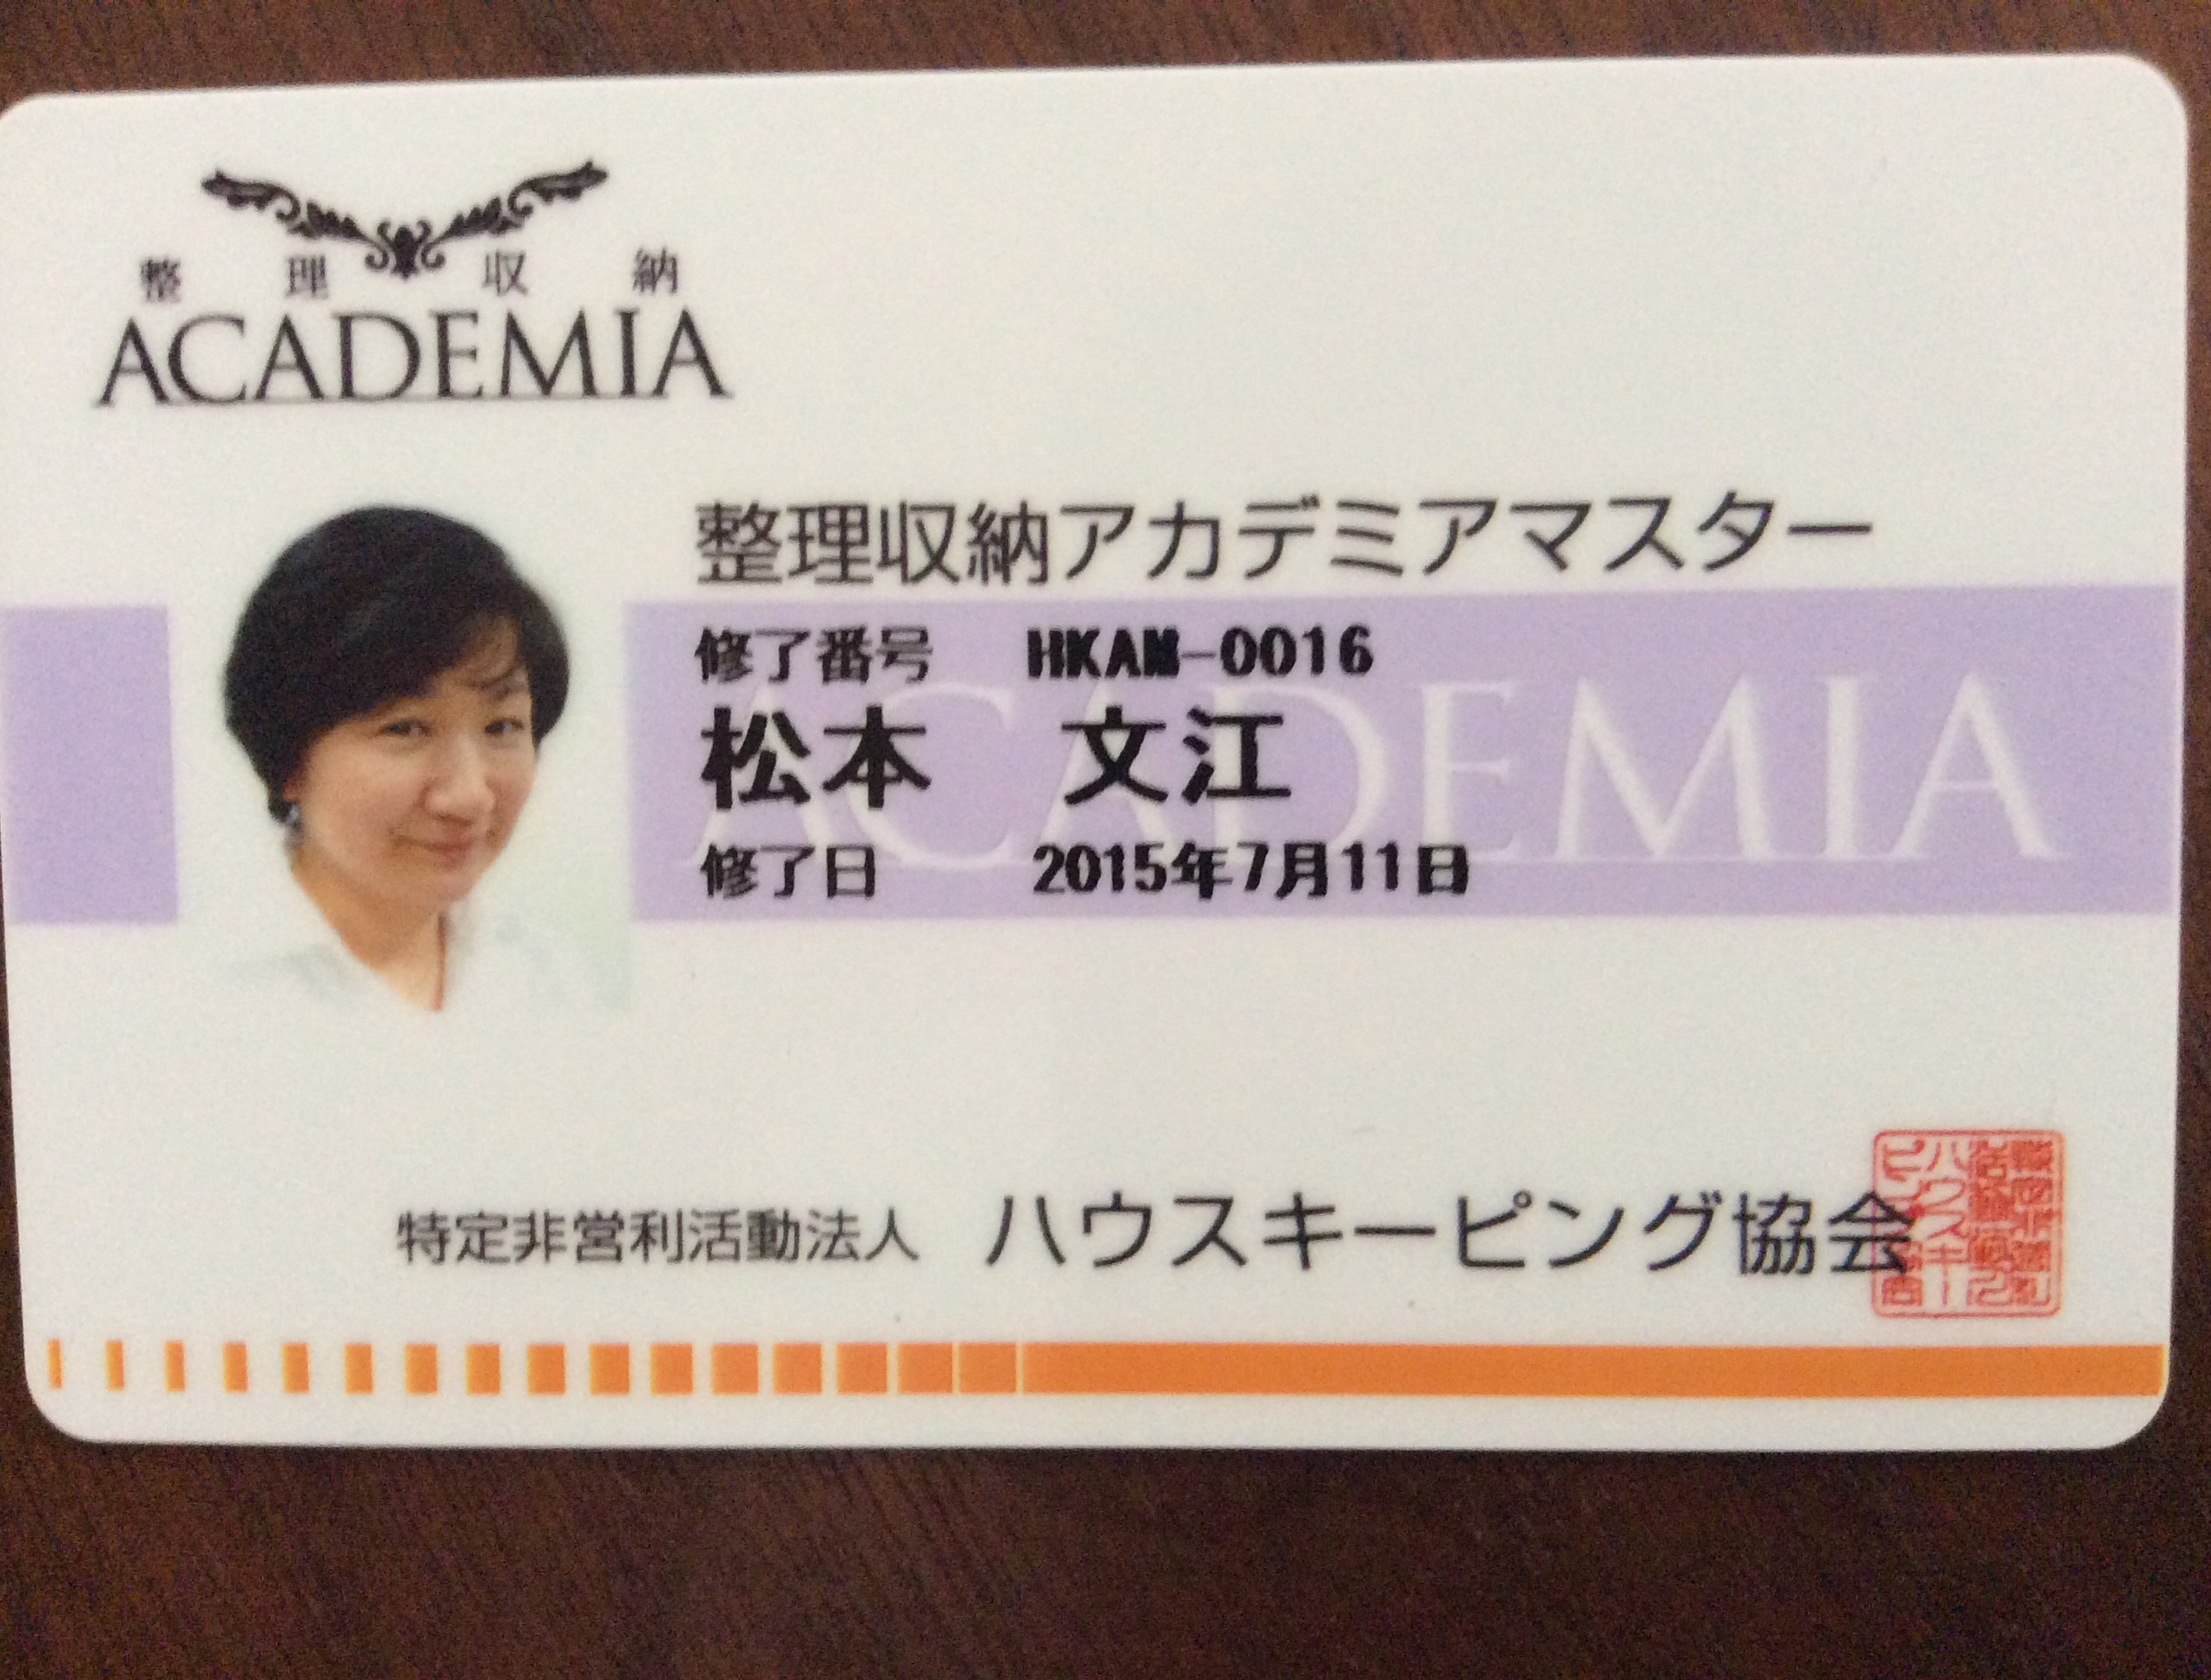 整理収納
ACADEMIA
整理収納アカデミアマスター
修了番号 HKAM-0016
ACADEMIA
松本 文江
修了日 2015年7月11日
特定非営利活動法人 ハウスキーピング協会